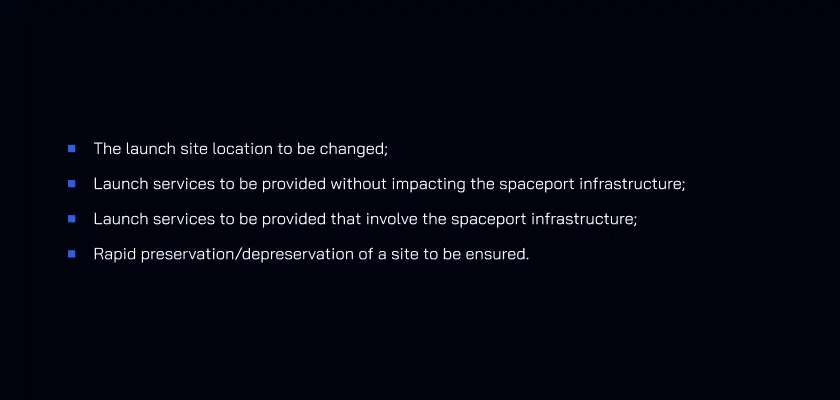 The launch site location to be changed;
Launch services to be provided without impacting the spaceport infrastructure;
Launch services to be provided that involve the spaceport infrastructure;
Rapid preservation/depreservation of a site to be ensured.